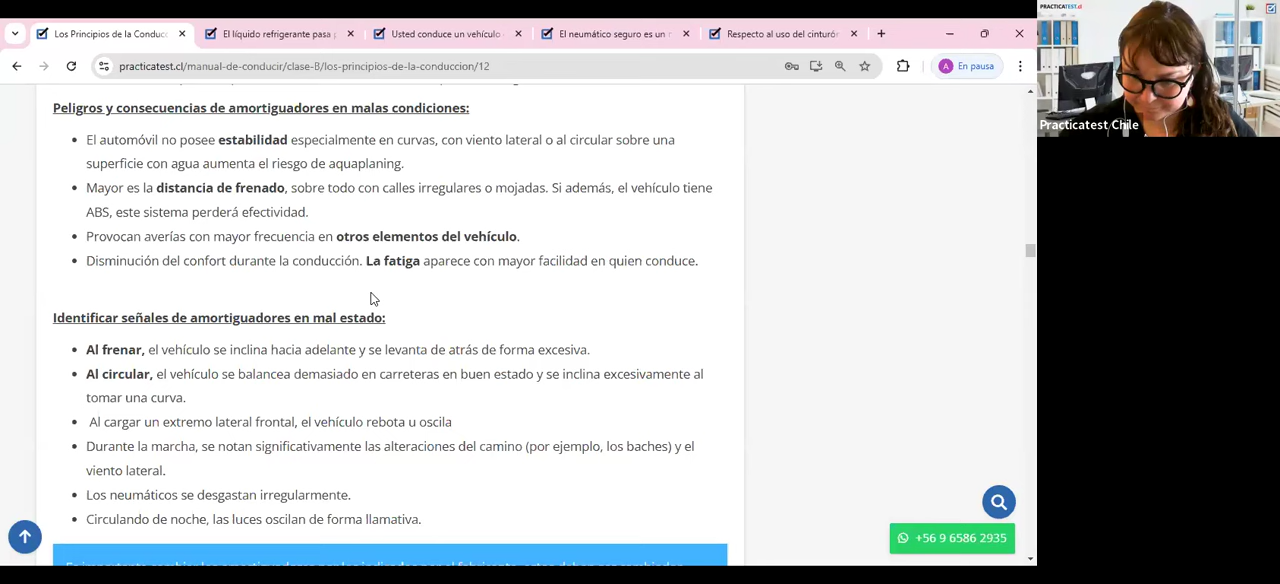 Los Principios de la Conducc
El líquido refrigerante pasa p
Usted conduce un vehículo
El neumático seguro es un n
Respecto al uso del cinturón
practicatest.cl/manual-de-conducir/clase-B/los-principios-de-la-conduccion/12
A En pausa
PRACTICATEST.cl
Practicatest Chile
Peligros y consecuencias de amortiguadores en malas condiciones:
El automóvil no posee estabilidad especialmente en curvas, con viento lateral o al circular sobre una
superficie con agua aumenta el riesgo de aquaplaning.
Mayor es la distancia de frenado, sobre todo con calles irregulares o mojadas. Si además, el vehículo tiene
ABS, este sistema perderá efectividad.
Provocan averías con mayor frecuencia en otros elementos del vehículo.
Disminución del confort durante la conducción. La fatiga aparece con mayor facilidad en quien conduce.
Identificar señales de amortiguadores en mal estado:
Al frenar, el vehículo se inclina hacia adelante y se levanta de atrás de forma excesiva.
Al circular, el vehículo se balancea demasiado en carreteras en buen estado y se inclina excesivamente al
tomar una curva.
Al cargar un extremo lateral frontal, el vehículo rebota u oscila
Durante la marcha, se notan significativamente las alteraciones del camino (por ejemplo, los baches) y el
viento lateral.
Los neumáticos se desgastan irregularmente.
Circulando de noche, las luces oscilan de forma llamativa.
+56 9 6586 2935